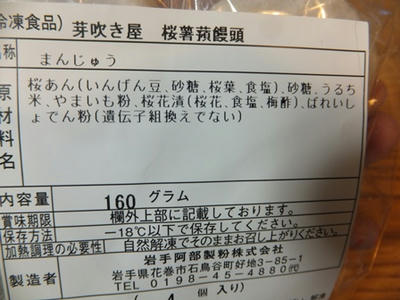 冷凍食品) 芽吹き屋 桜薯蕷饅頭
名称 まんじゅう
原材料名
桜あん(いんげん豆、砂糖、桜葉、食塩)、砂糖、うるち
米、やまいも粉、桜花漬(桜花、食塩、梅酢)、ばれいし
ょでん粉(遺伝子組換えでない)
内容量 160 グラム
賞味期限 欄外上部に記載しております。
保存方法 -18℃以下で保存してください。
加熱調理の必要性 自然解凍でそのままお召し上がりください。
製造者 岩手阿部製粉株式会社
岩手県花巻市石鳥谷町好地3-85-1
TEL 0198-45-4880㈹
4 個入り)